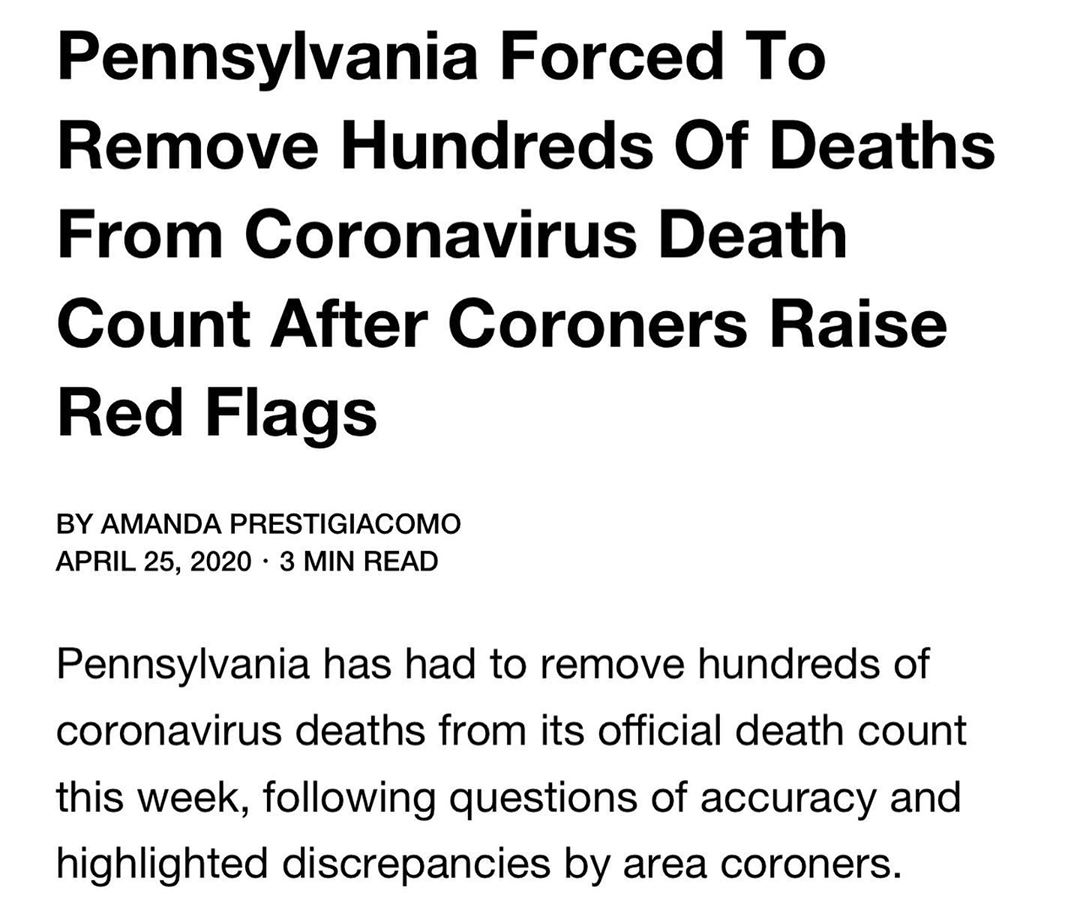 Pennsylvania Forced To
Remove Hundreds Of Deaths
From Coronavirus Death
Count After Coroners Raise
Red Flags
BY AMANDA PRESTIGIACOMO
APRIL 25, 2020 · 3 MIN READ
Pennsylvania has had to remove hundreds of
coronavirus deaths from its official death count
this week, following questions of accuracy and
highlighted discrepancies by area coroners.